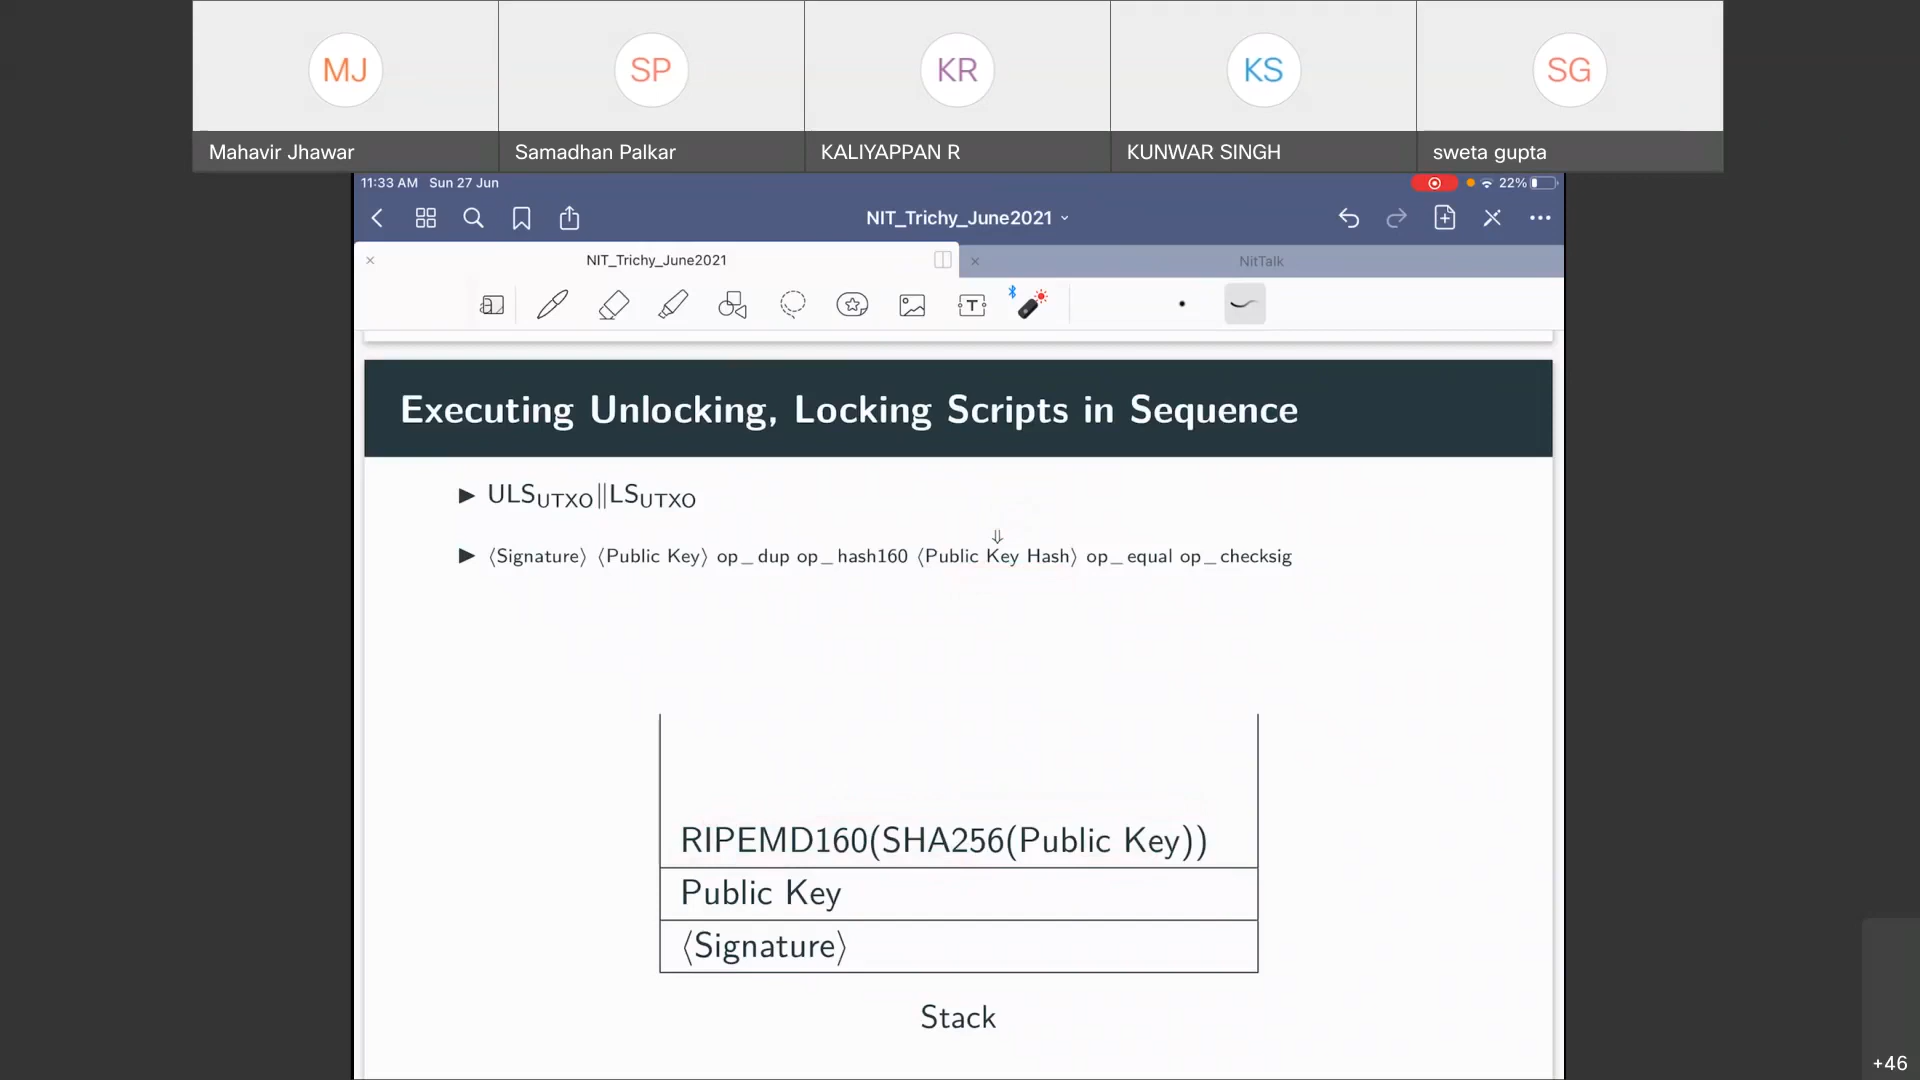 MJ SP KR KS SG
Mahavir Jhawar Samadhan Palkar KALIYAPPAN R KUNWAR SINGH sweta gupta
11:33 AM Sun 27 Jun 22%
NIT_Trichy_June2021
NIT_Trichy_June2021 NitTalk
T
Executing Unlocking, Locking Scripts in Sequence
▶ ULS_UTXO||LS_UTXO
⇓
▶ ⟨Signature⟩ ⟨Public Key⟩ op_dup op_hash160 ⟨Public Key Hash⟩ op_equal op_checksig
RIPEMD160(SHA256(Public Key))
Public Key
⟨Signature⟩
Stack
+46